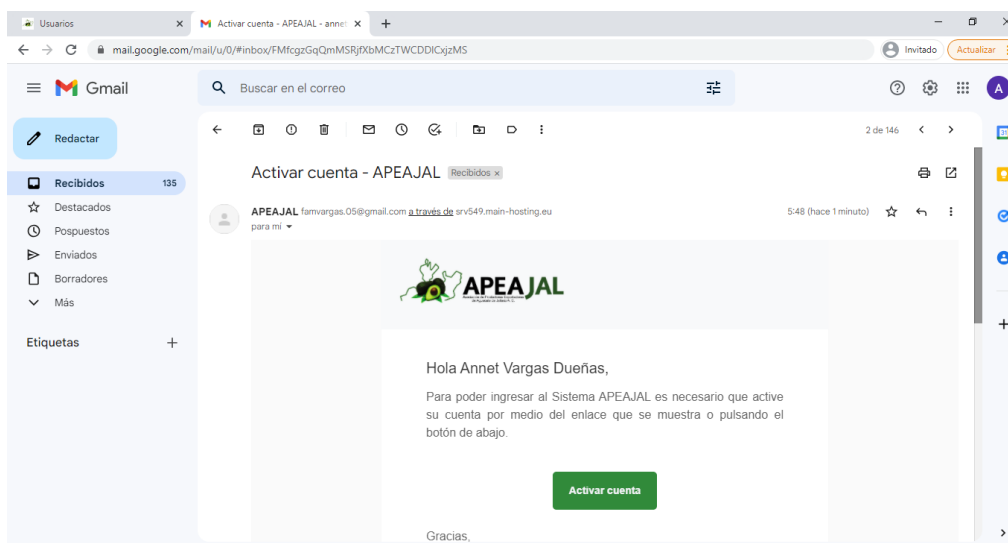 Usuarios
Activar cuenta - APEAJAL - annet
mail.google.com/mail/u/0/#inbox/FMfcgzGqQmMSRjfXbMCzTWCDDlCxjzMS
Invitado
Actualizar
Gmail
Buscar en el correo
A
Redactar
2 de 146
Activar cuenta - APEAJAL Recibidos x
Recibidos 135
Destacados
Pospuestos
Enviados
Borradores
Más
Etiquetas
APEAJAL famvargas.05@gmail.com a través de srv549.main-hosting.eu
5:48 (hace 1 minuto)
para mí
APEAJAL
Hola Annet Vargas Dueñas,
Para poder ingresar al Sistema APEAJAL es necesario que active
su cuenta por medio del enlace que se muestra o pulsando el
botón de abajo.
Activar cuenta
Gracias,